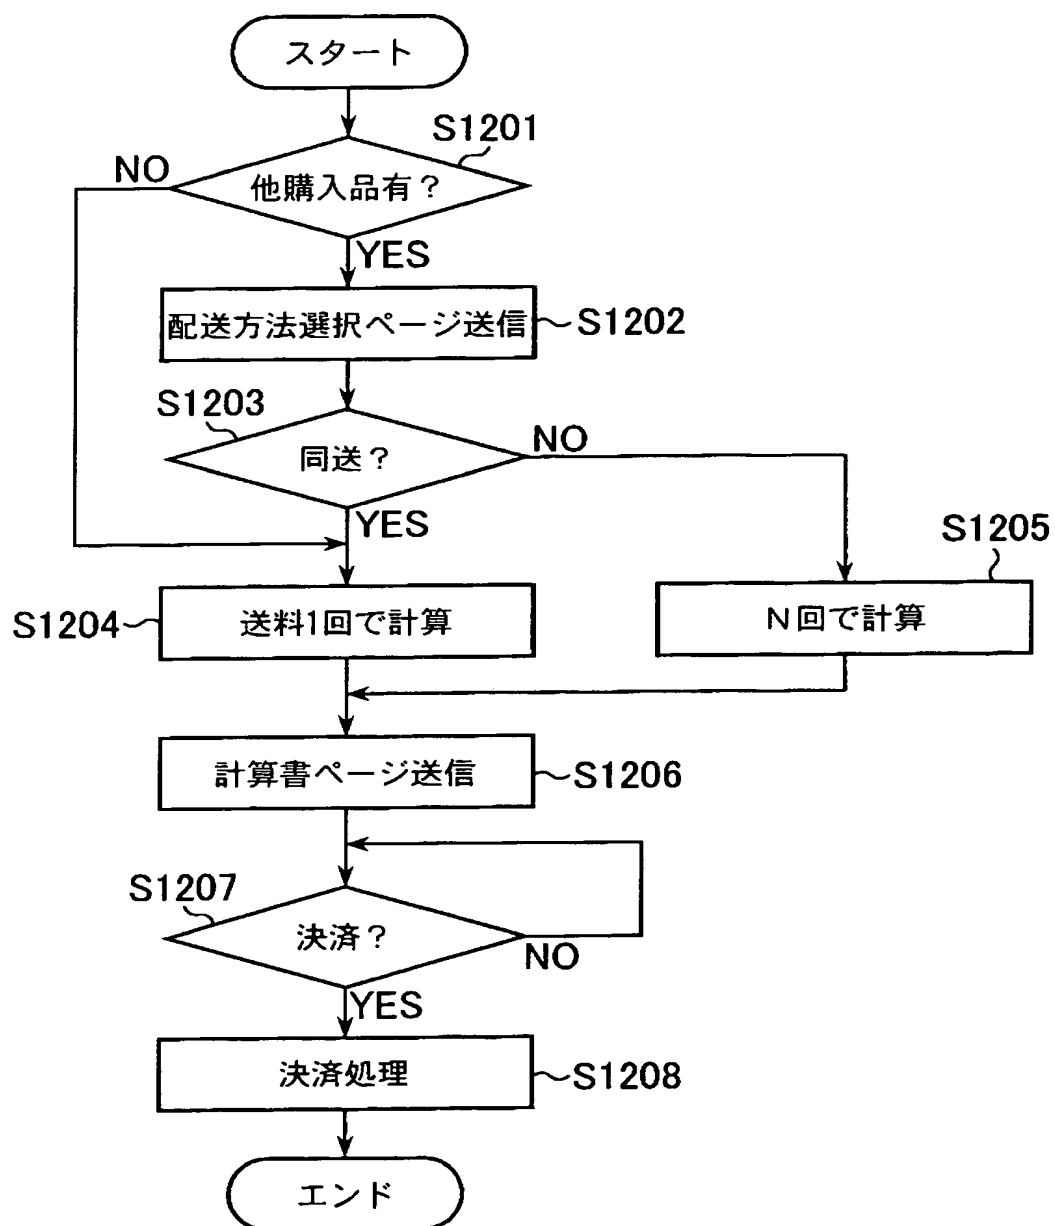 スタート
S1201
NO
他購入品有？
YES
配送方法選択ページ送信
S1202
S1203
同送？
NO
YES
S1205
S1204
送料1回で計算
N回で計算
計算書ページ送信
S1206
S1207
決済？
NO
YES
決済処理
S1208
エンド